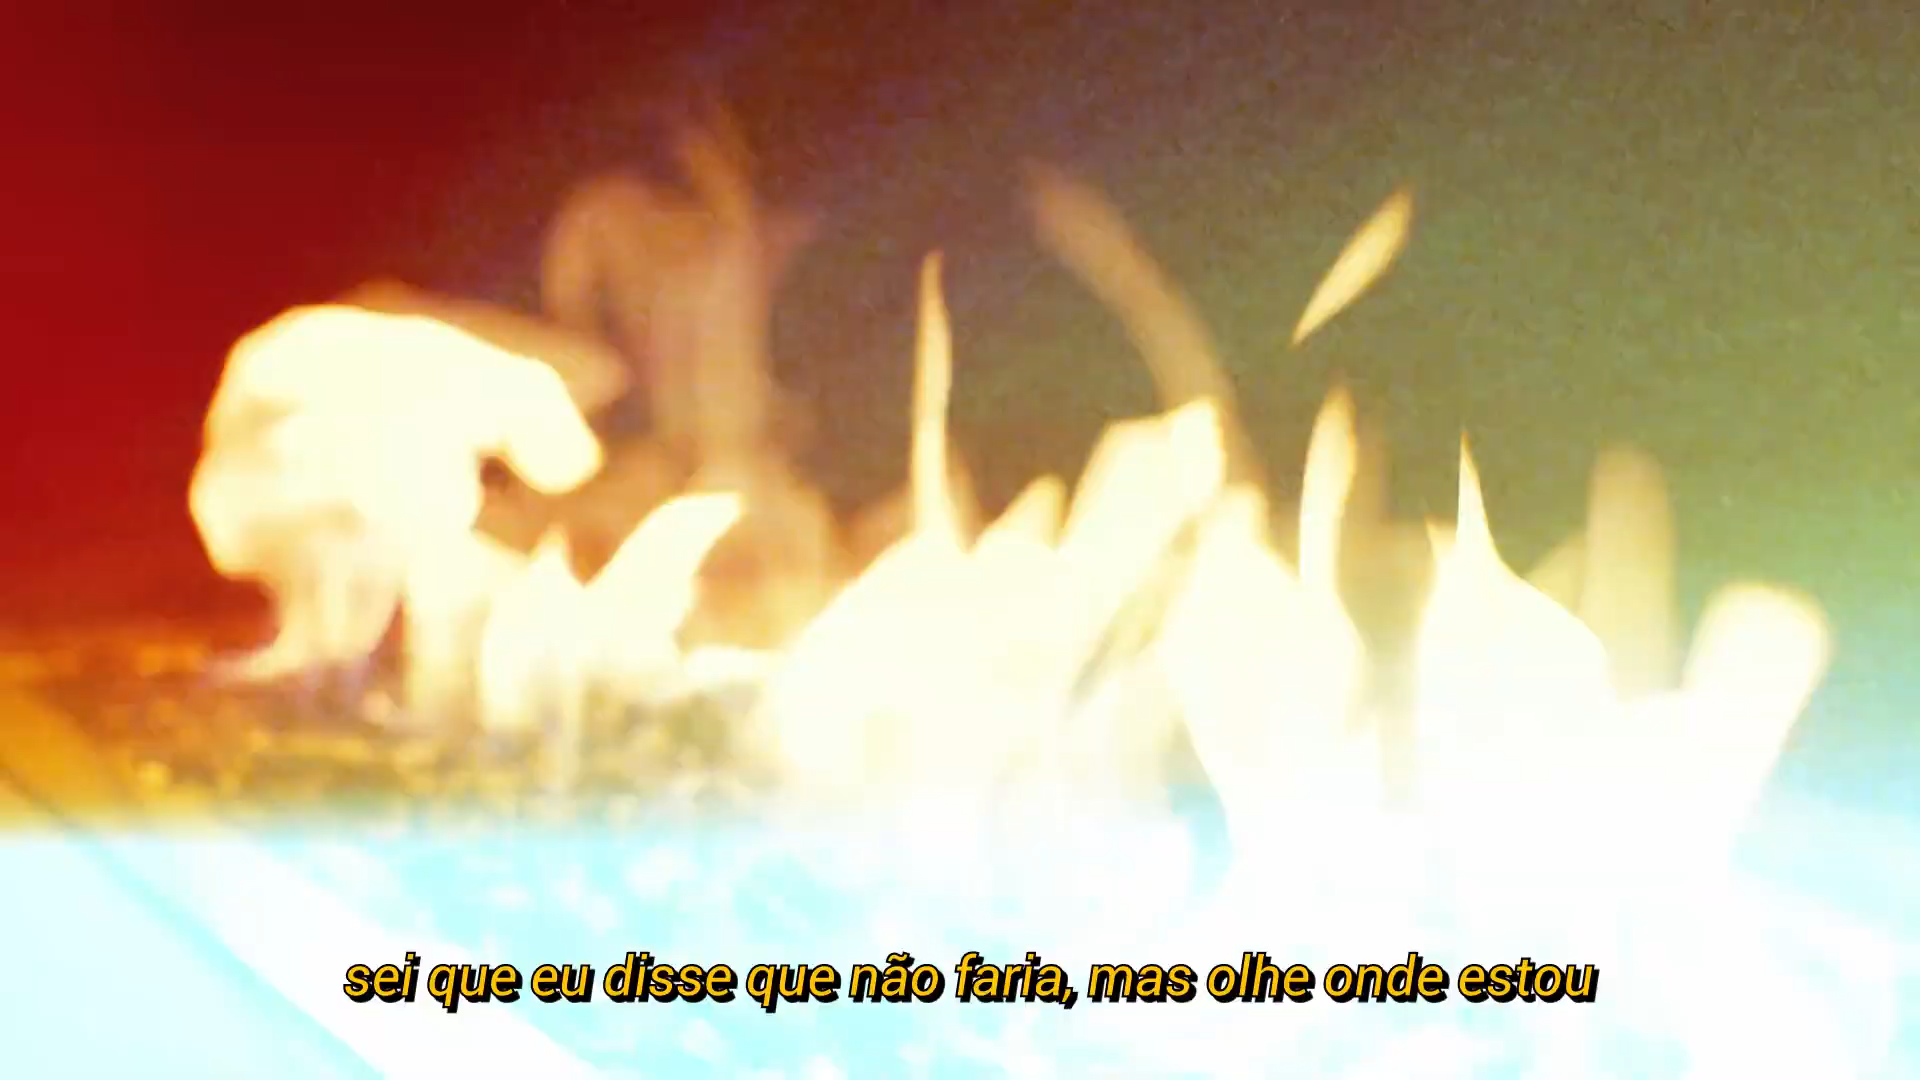 sei que eu disse que não faria, mas olhe onde estou